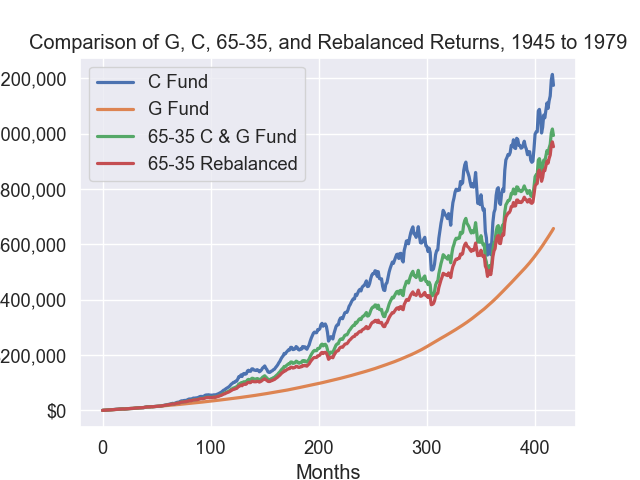 Comparison of G, C, 65-35, and Rebalanced Returns, 1945 to 1979
C Fund
G Fund
65-35 C & G Fund
65-35 Rebalanced
200,000
000,000
800,000
600,000
400,000
200,000
$0
0 100 200 300 400
Months